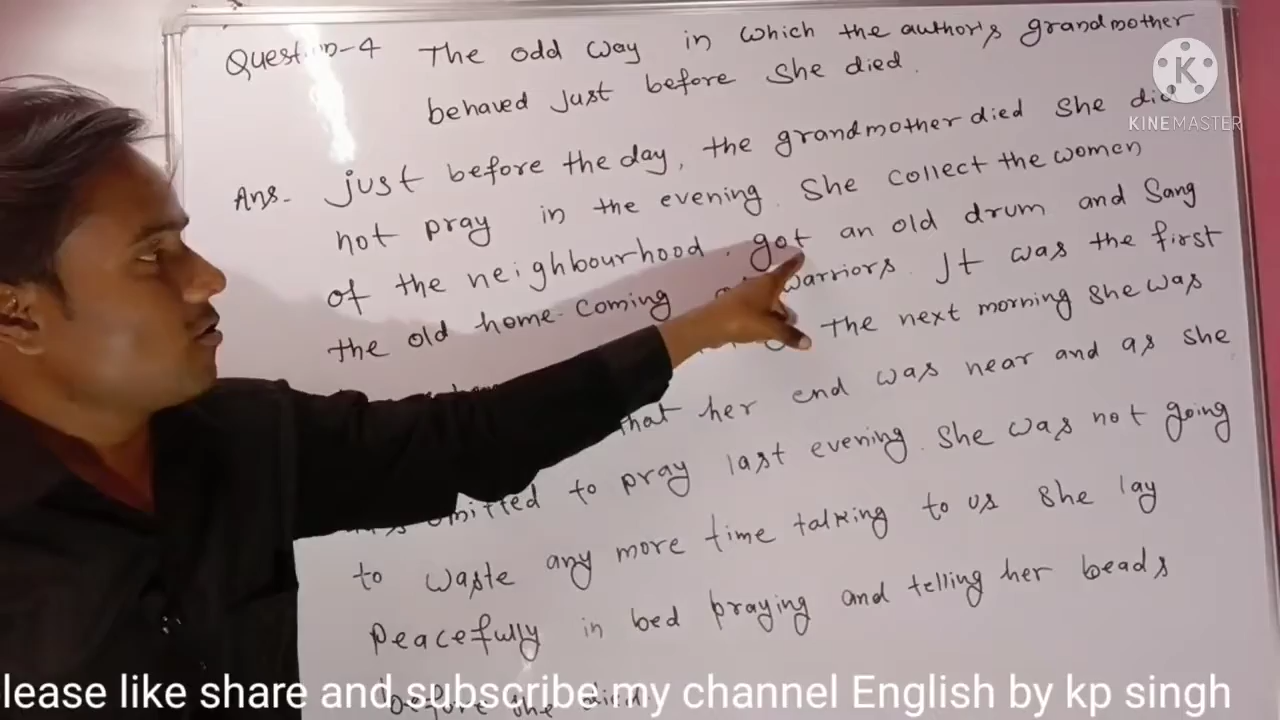 Question-4 The odd way in which the author's grandmother
behaved just before she died.
Ans- just before the day, the grandmother died she did
not pray in the evening. She collect the women
of the neighbourhood, got an old drum and Sang
the old home-coming warriors. It was the first
the next morning she was
that her end was near and as she
omitted to pray last evening. She was not going
to waste any more time talking to us she lay
Peacefully in bed praying and telling her beads
before she died.
K
KINEMASTER
lease like share and subscribe my channel English by kp singh